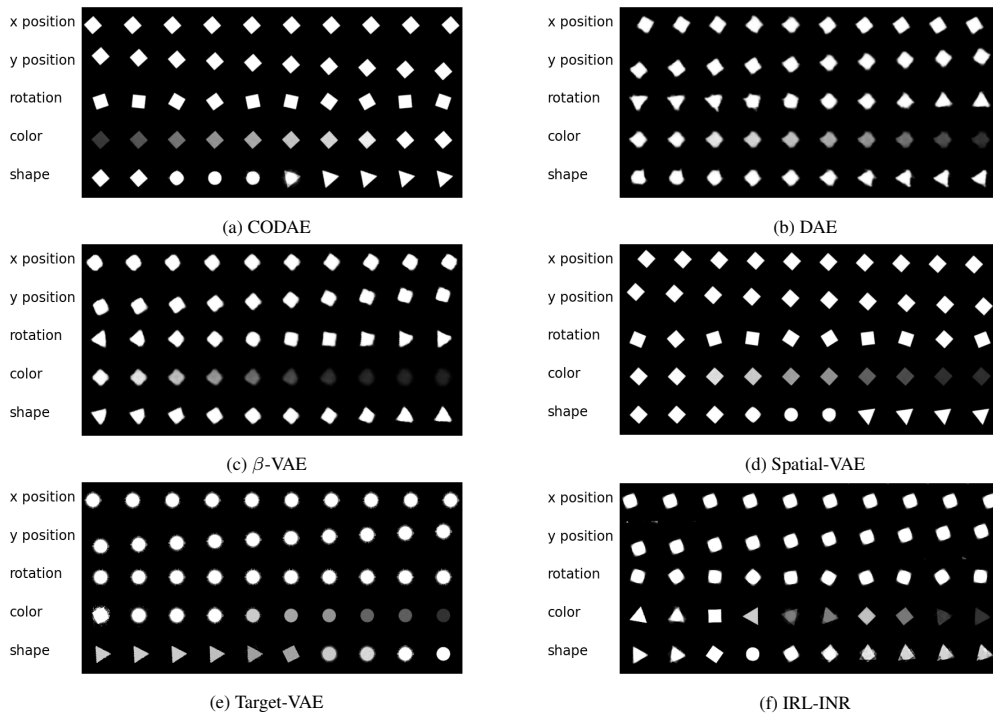 x position
y position
rotation
color
shape
(a) CODAE
x position
y position
rotation
color
shape
(b) DAE
x position
y position
rotation
color
shape
(c) β-VAE
x position
y position
rotation
color
shape
(d) Spatial-VAE
x position
y position
rotation
color
shape
(e) Target-VAE
x position
y position
rotation
color
shape
(f) IRL-INR